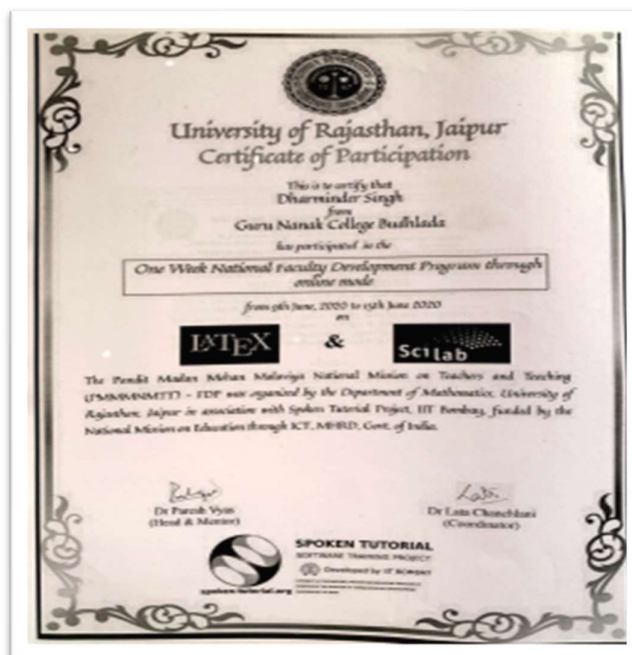 University of Rajasthan, Jaipur
Certificate of Participation
This is to certify that
Dharminder Singh
from
Guru Nanak College Budhlada
has participated in the
One Week National Faculty Development Program through
online mode
from 9th June, 2020 to 15th June 2020
on
LATEX & Scilab
The Pandit Madan Mohan Malaviya National Mission on Teachers and Teaching
(PMMMNMTT) - FDP was organized by the Department of Mathematics, University of
Rajasthan, Jaipur in association with Spoken Tutorial Project, IIT Bombay, funded by the
National Mission on Education through ICT, MHRD, Govt. of India.
Dr Paresh Vyas
(Head & Mentor)
Dr Lata Chanchlani
(Coordinator)
SPOKEN TUTORIAL
SOFTWARE TRAINING PROJECT
Developed by IIT BOMBAY
spoken-tutorial.org